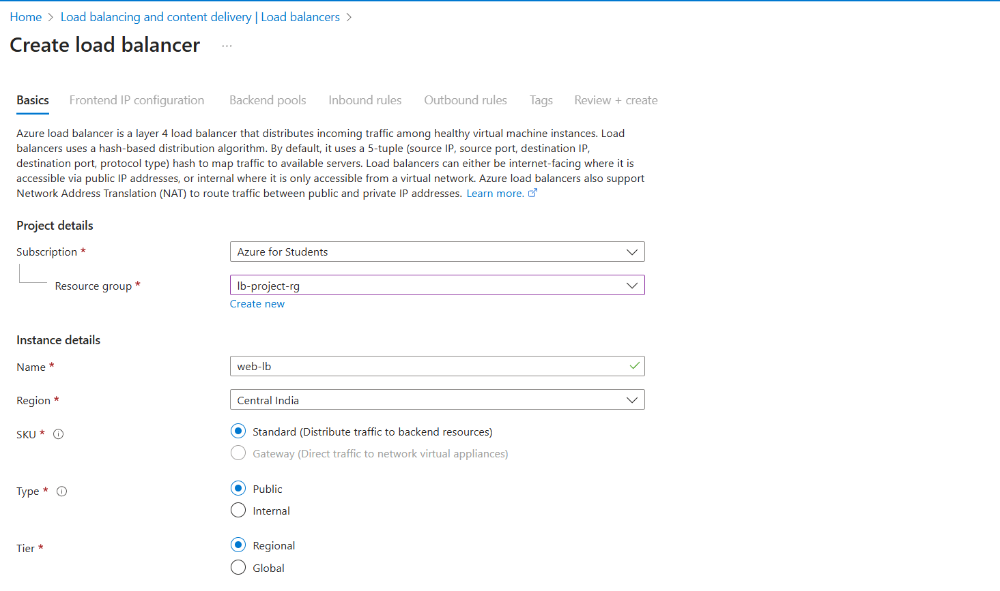 Home > Load balancing and content delivery | Load balancers >
Create load balancer ...
Basics Frontend IP configuration Backend pools Inbound rules Outbound rules Tags Review + create
Azure load balancer is a layer 4 load balancer that distributes incoming traffic among healthy virtual machine instances. Load
balancers uses a hash-based distribution algorithm. By default, it uses a 5-tuple (source IP, source port, destination IP,
destination port, protocol type) hash to map traffic to available servers. Load balancers can either be internet-facing where it is
accessible via public IP addresses, or internal where it is only accessible from a virtual network. Azure load balancers also support
Network Address Translation (NAT) to route traffic between public and private IP addresses. Learn more.
Project details
Subscription * Azure for Students
Resource group * lb-project-rg
Create new
Instance details
Name * web-lb
Region * Central India
SKU * Standard (Distribute traffic to backend resources)
Gateway (Direct traffic to network virtual appliances)
Type * Public
Internal
Tier * Regional
Global